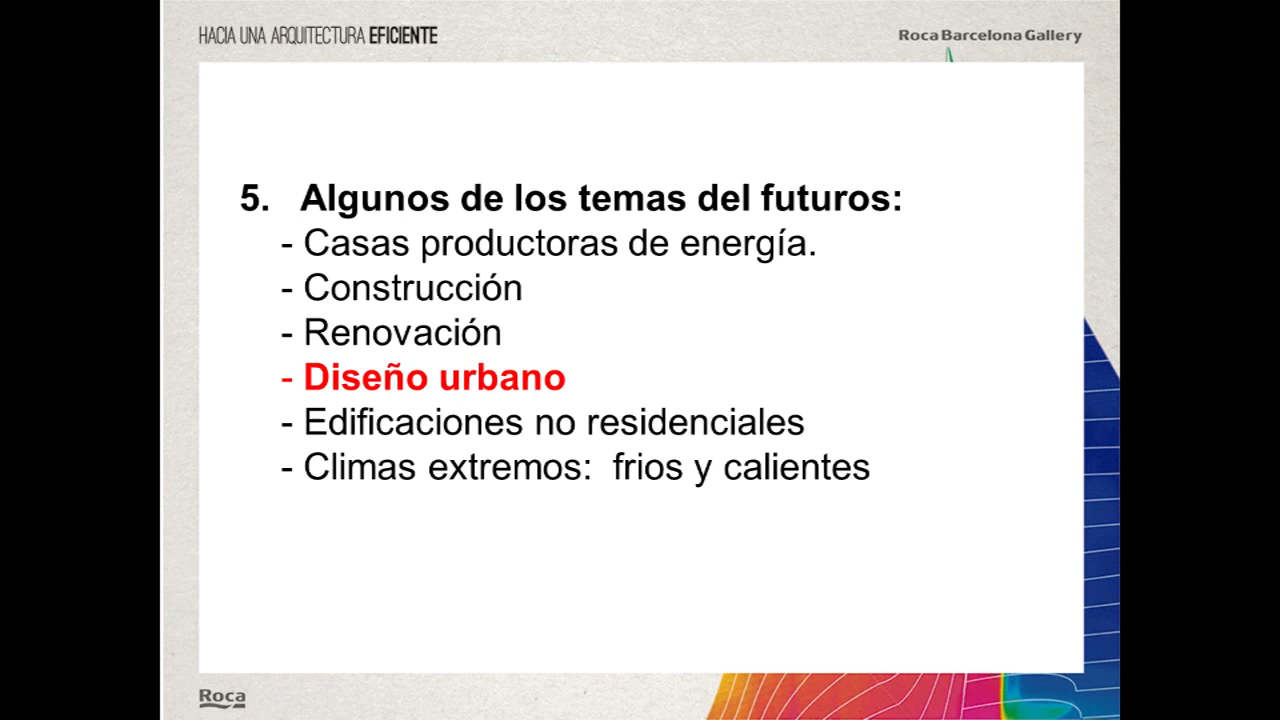 HACIA UNA ARQUITECTURA EFICIENTE
Roca Barcelona Gallery
5. Algunos de los temas del futuros:
- Casas productoras de energía.
- Construcción
- Renovación
- Diseño urbano
- Edificaciones no residenciales
- Climas extremos: frios y calientes
Roca